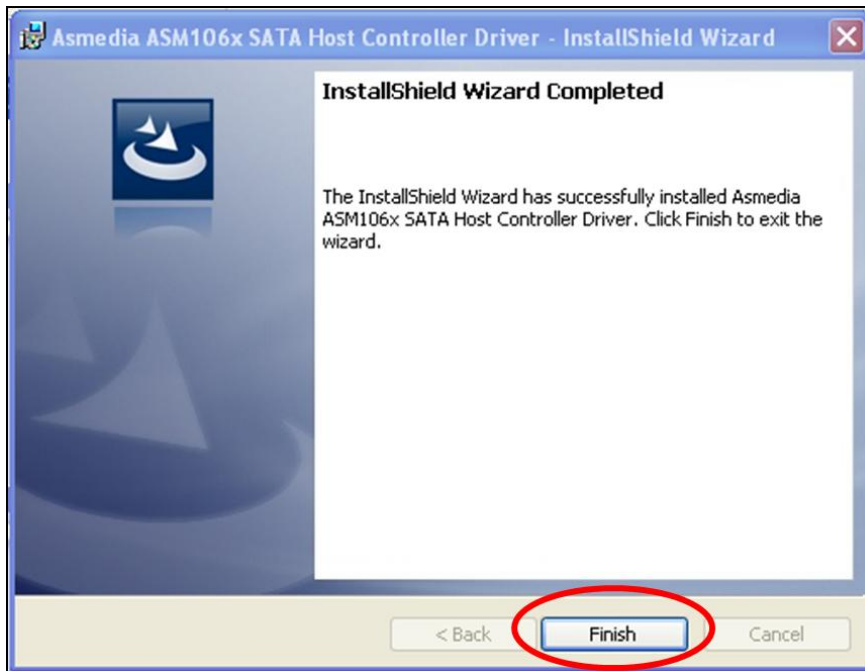 Asmedia ASM106x SATA Host Controller Driver - InstallShield Wizard
InstallShield Wizard Completed
The InstallShield Wizard has successfully installed Asmedia
ASM106x SATA Host Controller Driver. Click Finish to exit the
wizard.
< Back Finish Cancel